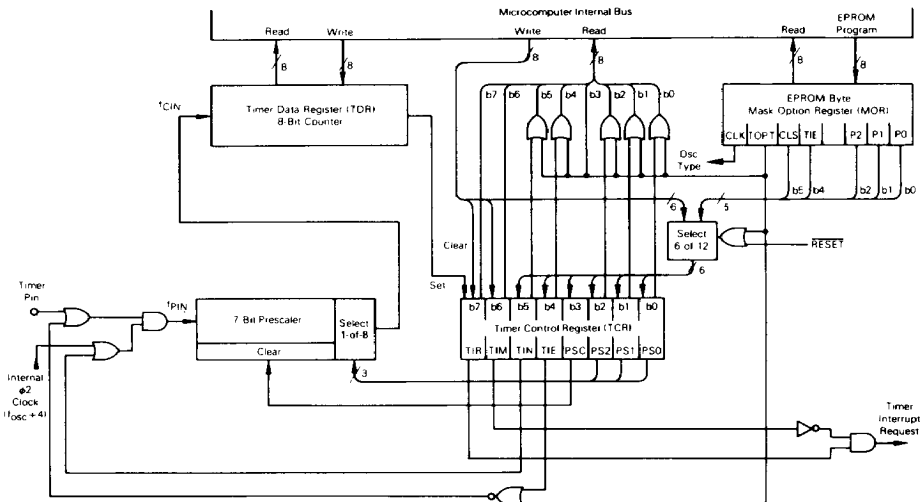 Microcomputer Internal Bus
Read
Write
Write
Read
Read
EPROM
Program
8
8
8
8
8
8
tCIN
Timer Data Register (TDR)
8-Bit Counter
b7
b6
b5
b4
b3
b2
b1
b0
EPROM Byte
Mask Option Register (MOR)
CLK
TOPT
CLS
TIE
P2
P1
P0
Osc
Type
b5
b4
b2
b1
b0
6
5
Select
6 of 12
RESET
Clear
Set
6
Timer
Pin
fPIN
7 Bit Prescaler
Select
1-of-8
Clear
3
Internal
φ2
Clock
(fosc ÷ 4)
b7
b6
b5
b4
b3
b2
b1
b0
Timer Control Register (TCR)
TIR
TIM
TIN
TIE
PSC
PS2
PS1
PS0
Timer
Interrupt
Request